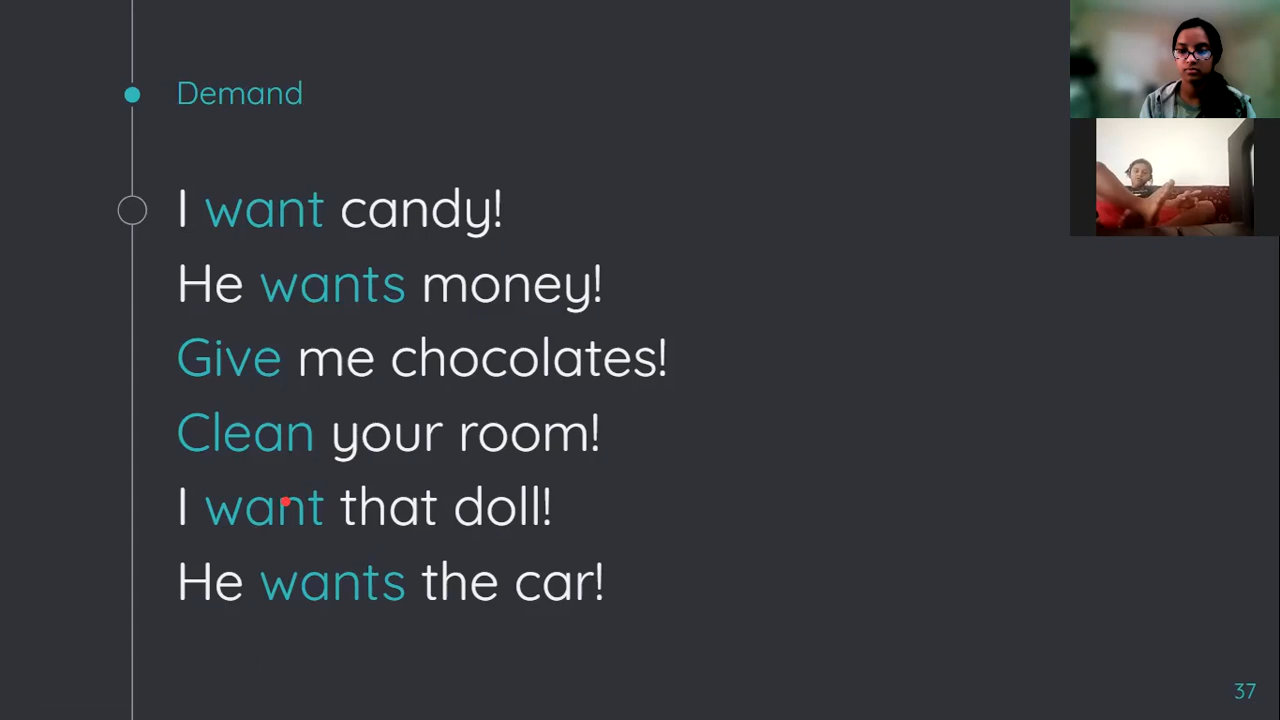 Demand
I want candy!
He wants money!
Give me chocolates!
Clean your room!
I want that doll!
He wants the car!
37